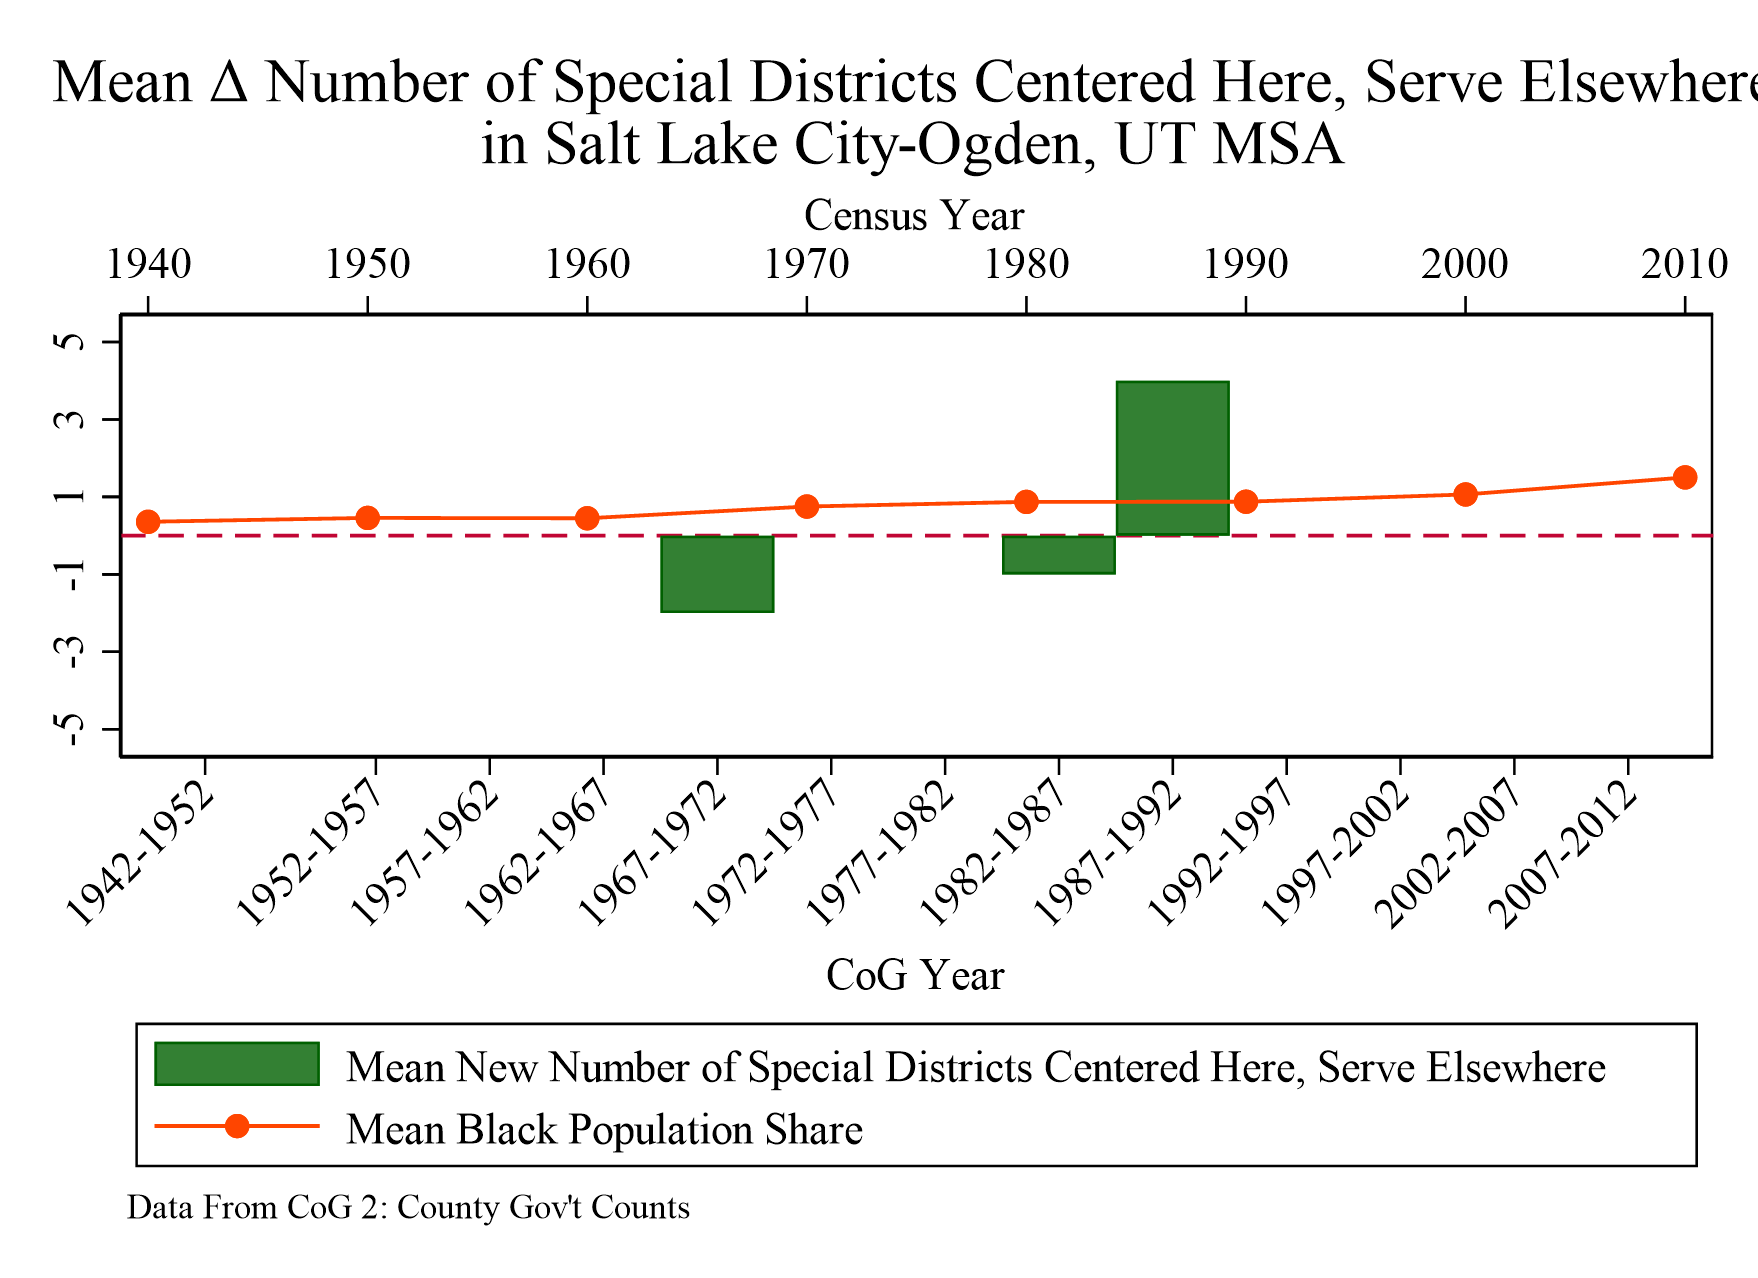 Mean Δ Number of Special Districts Centered Here, Serve Elsewhere
in Salt Lake City-Ogden, UT MSA
Census Year
1940 1950 1960 1970 1980 1990 2000 2010
5
3
1
-1
-3
-5
1942-1952 1952-1957 1957-1962 1962-1967 1967-1972 1972-1977 1977-1982 1982-1987 1987-1992 1992-1997 1997-2002 2002-2007 2007-2012
CoG Year
Mean New Number of Special Districts Centered Here, Serve Elsewhere
Mean Black Population Share
Data From CoG 2: County Gov't Counts